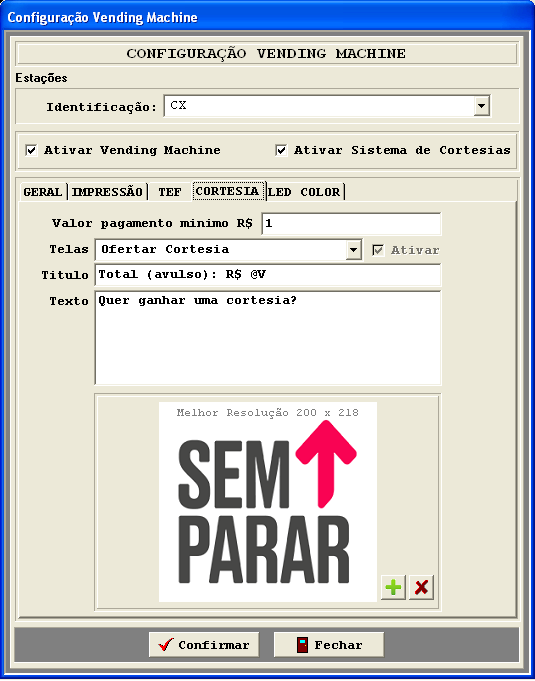 Configuração Vending Machine
CONFIGURAÇÃO VENDING MACHINE
Estações
Identificação: CX
Ativar Vending Machine Ativar Sistema de Cortesias
GERAL IMPRESSÃO TEF CORTESIA LED COLOR
Valor pagamento minimo R$ 1
Telas Ofertar Cortesia Ativar
Titulo Total (avulso): R$ @V
Texto Quer ganhar uma cortesia?
Melhor Resolução 200 x 218
SEM
PARAR
Confirmar Fechar